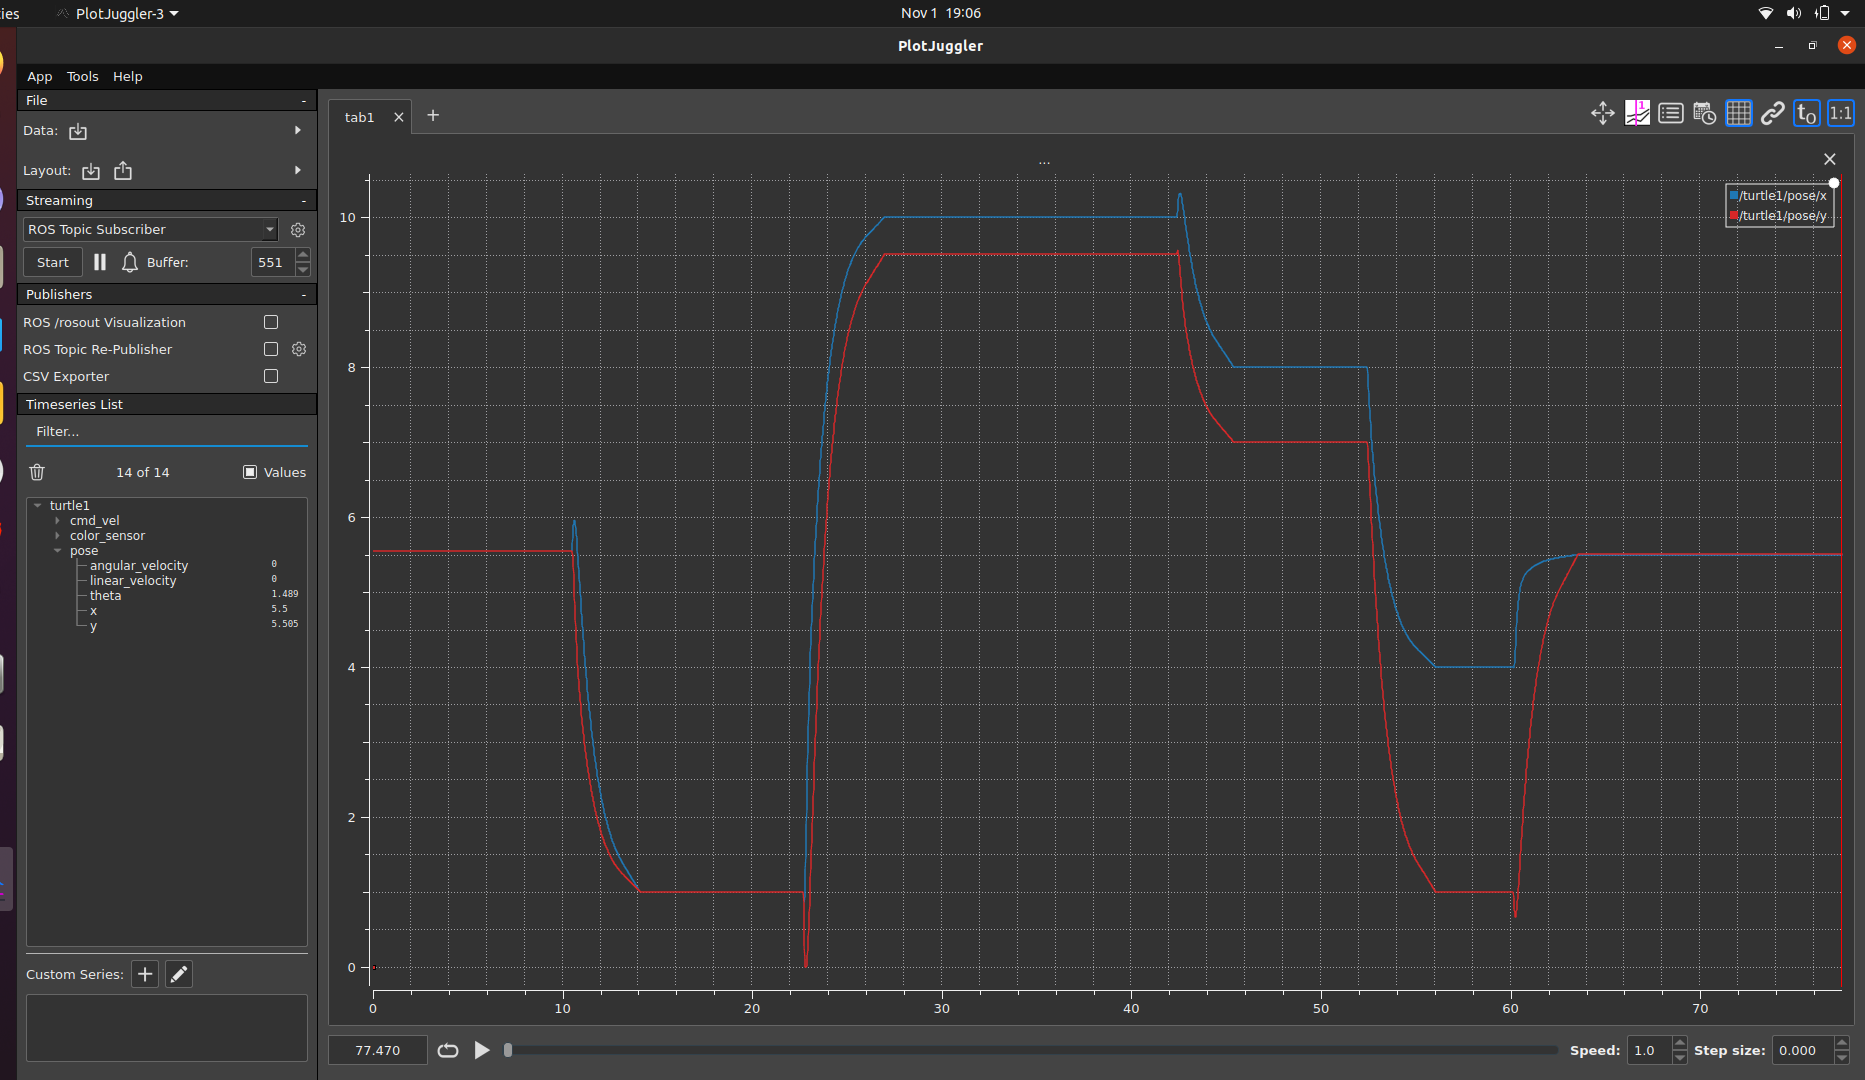 ies PlotJuggler-3 Nov 1 19:06
PlotJuggler
App Tools Help
File -
Data:
Layout:
Streaming -
ROS Topic Subscriber
Start Buffer: 551
Publishers -
ROS /rosout Visualization
ROS Topic Re-Publisher
CSV Exporter
Timeseries List
Filter...
14 of 14 Values
turtle1
cmd_vel
color_sensor
pose
angular_velocity 0
linear_velocity 0
theta 1.489
x 5.5
y 5.505
Custom Series:
tab1
1 t0 1:1
...
/turtle1/pose/x
/turtle1/pose/y
10
8
6
4
2
0
0 10 20 30 40 50 60 70
77.470 Speed: 1.0 Step size: 0.000